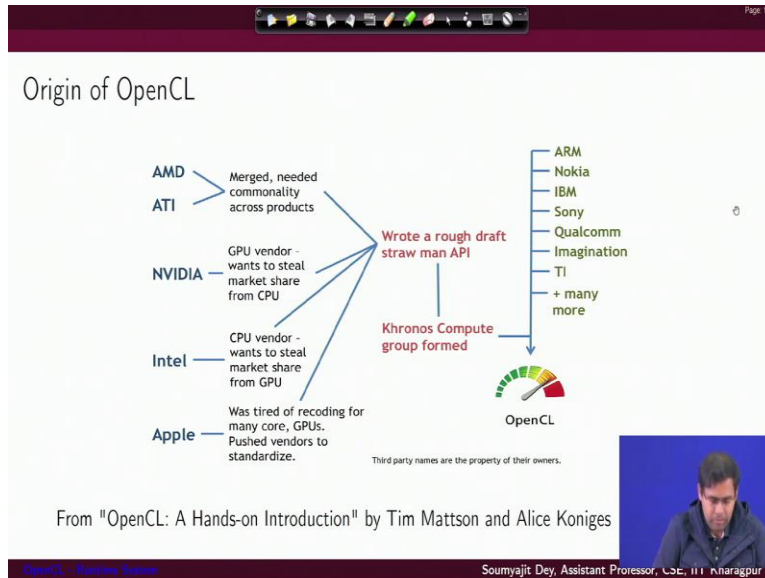 Page:
Origin of OpenCL
AMD
ATI
Merged, needed
commonality
across products
NVIDIA
GPU vendor –
wants to steal
market share
from CPU
Intel
CPU vendor –
wants to steal
market share
from GPU
Apple
Was tired of recoding for
many core, GPUs.
Pushed vendors to
standardize.
Wrote a rough draft
straw man API
Khronos Compute
group formed
ARM
Nokia
IBM
Sony
Qualcomm
Imagination
TI
+ many
more
OpenCL
Third party names are the property of their owners.
From "OpenCL: A Hands-on Introduction" by Tim Mattson and Alice Koniges
OpenCL - Runtime System
Soumyajit Dey, Assistant Professor, CSE, IIT Kharagpur